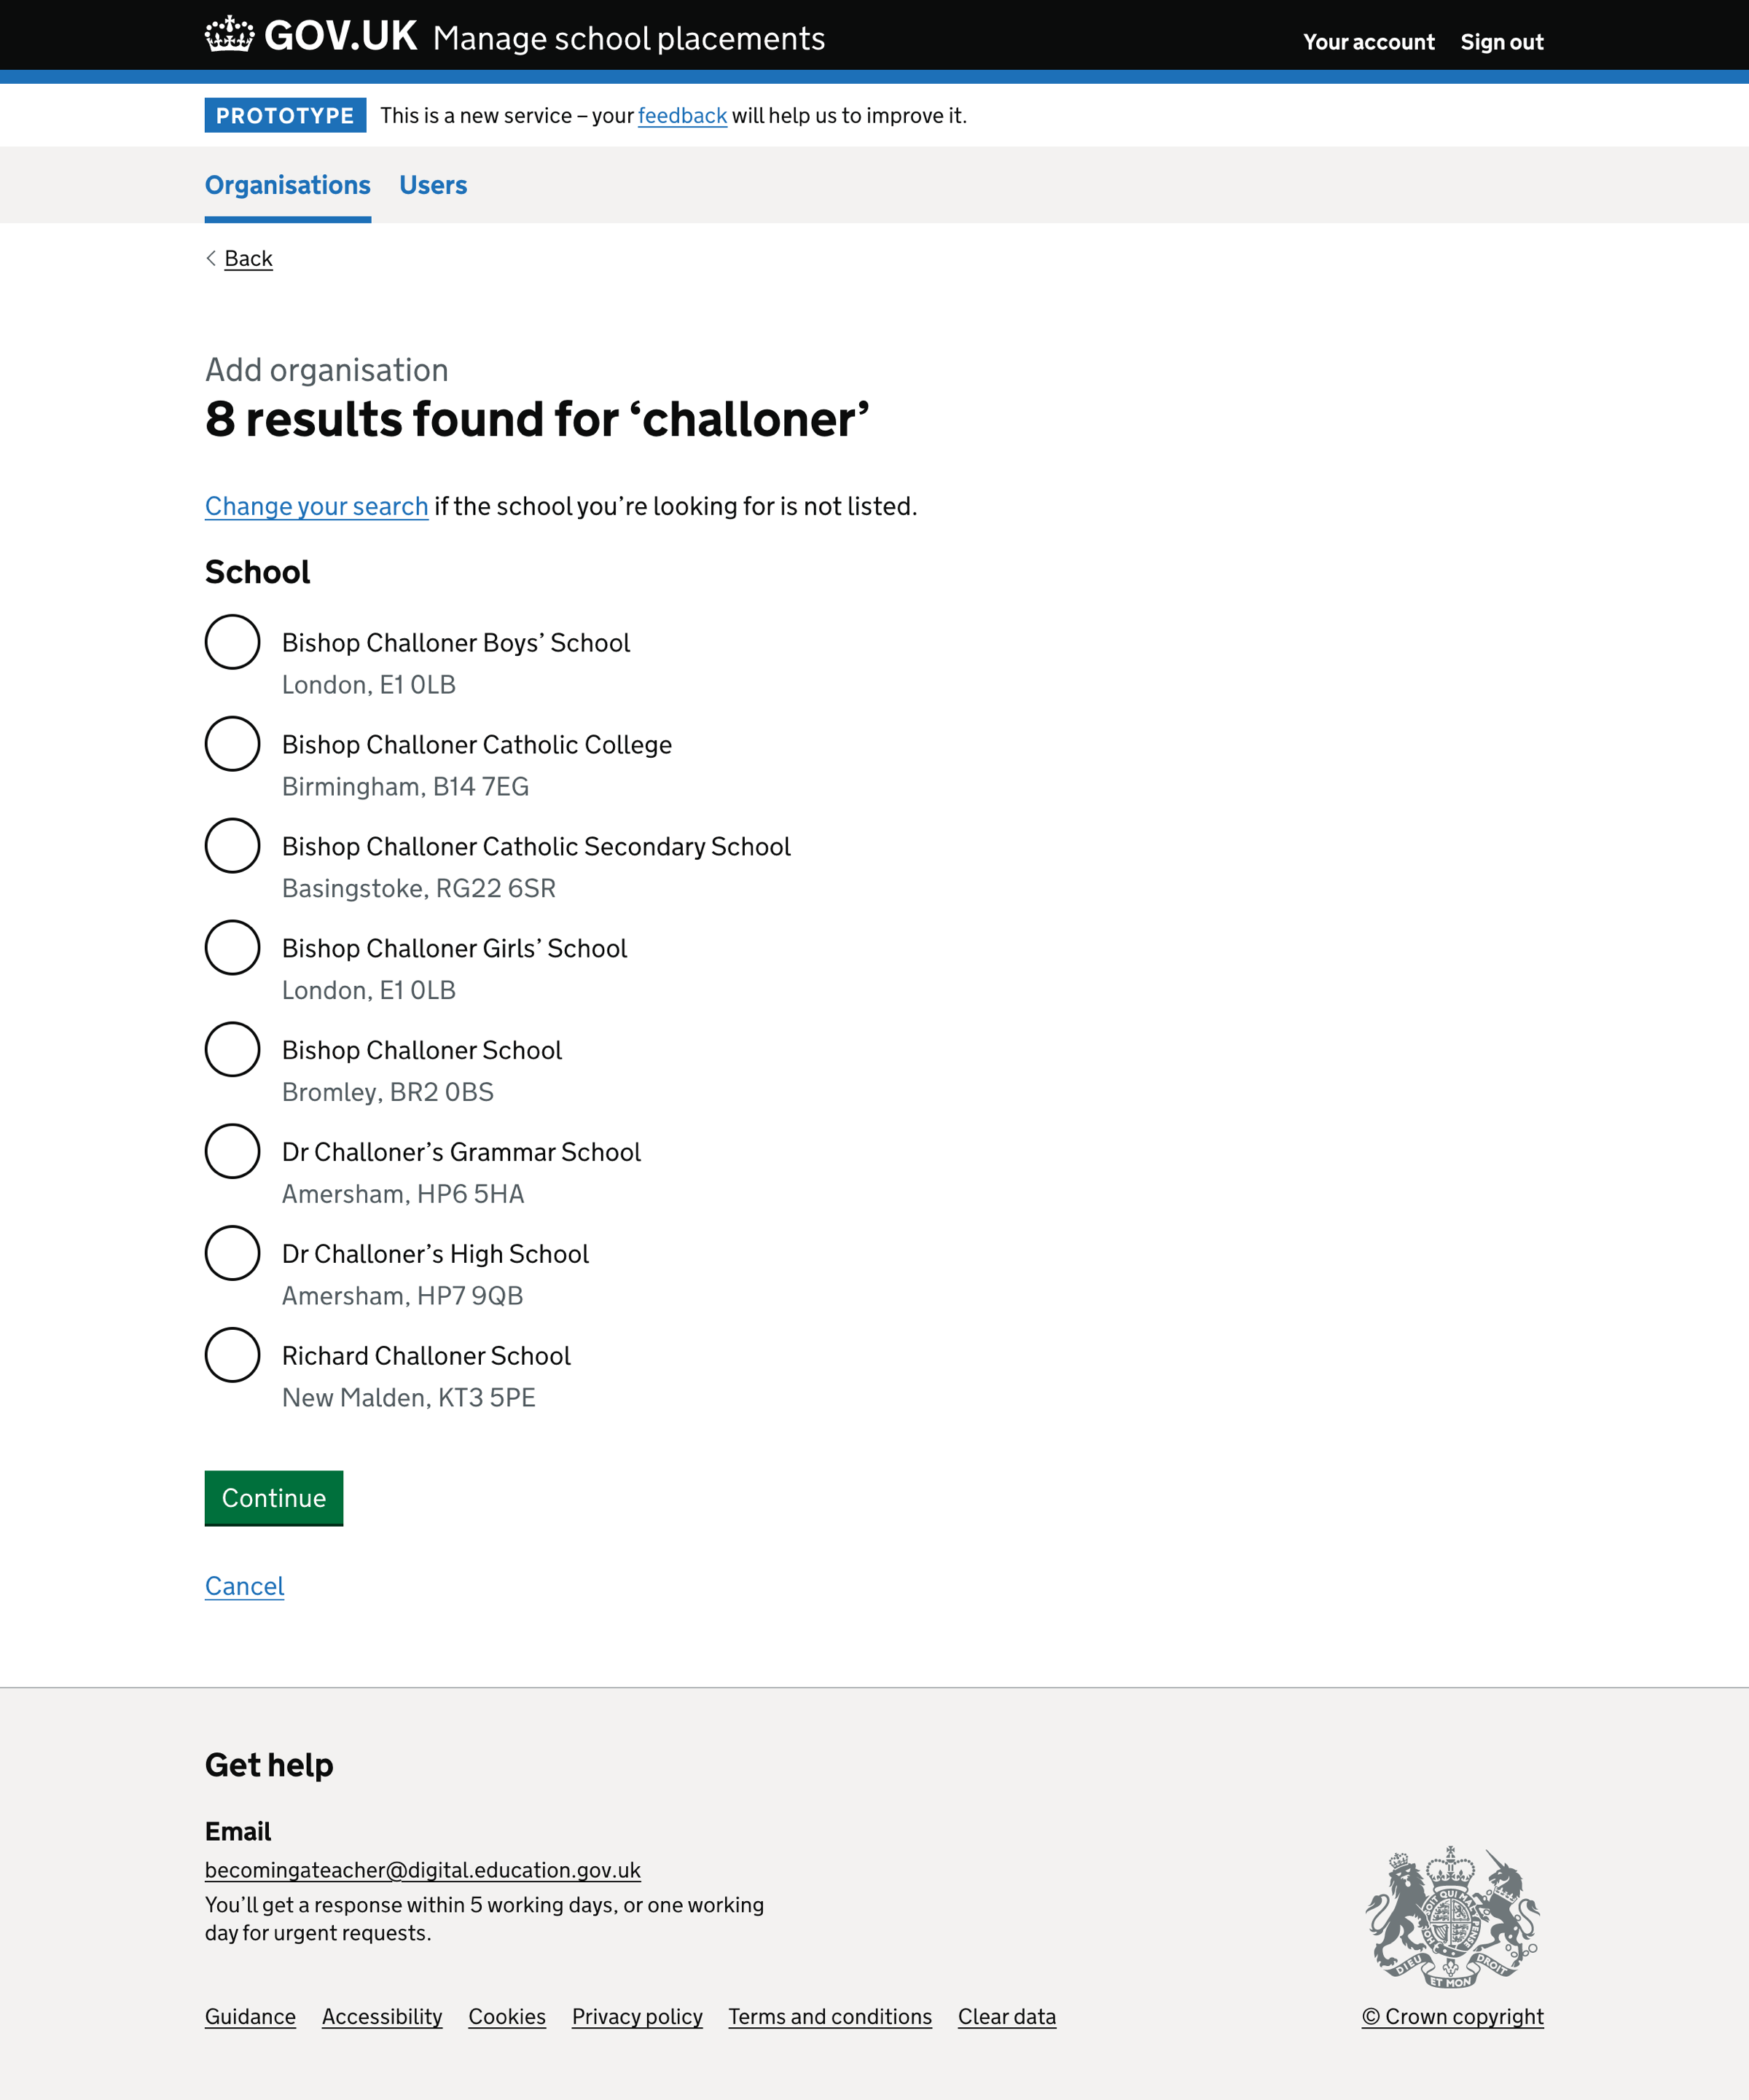 GOV.UK Manage school placements
Your account Sign out
PROTOTYPE This is a new service – your feedback will help us to improve it.
Organisations Users
Back
Add organisation
8 results found for ‘challoner’
Change your search if the school you’re looking for is not listed.
School
Bishop Challoner Boys’ School
London, E1 0LB
Bishop Challoner Catholic College
Birmingham, B14 7EG
Bishop Challoner Catholic Secondary School
Basingstoke, RG22 6SR
Bishop Challoner Girls’ School
London, E1 0LB
Bishop Challoner School
Bromley, BR2 0BS
Dr Challoner’s Grammar School
Amersham, HP6 5HA
Dr Challoner’s High School
Amersham, HP7 9QB
Richard Challoner School
New Malden, KT3 5PE
Continue
Cancel
Get help
Email
becomingateacher@digital.education.gov.uk
You’ll get a response within 5 working days, or one working
day for urgent requests.
DIEU ET MON DROIT
Guidance Accessibility Cookies Privacy policy Terms and conditions Clear data
© Crown copyright